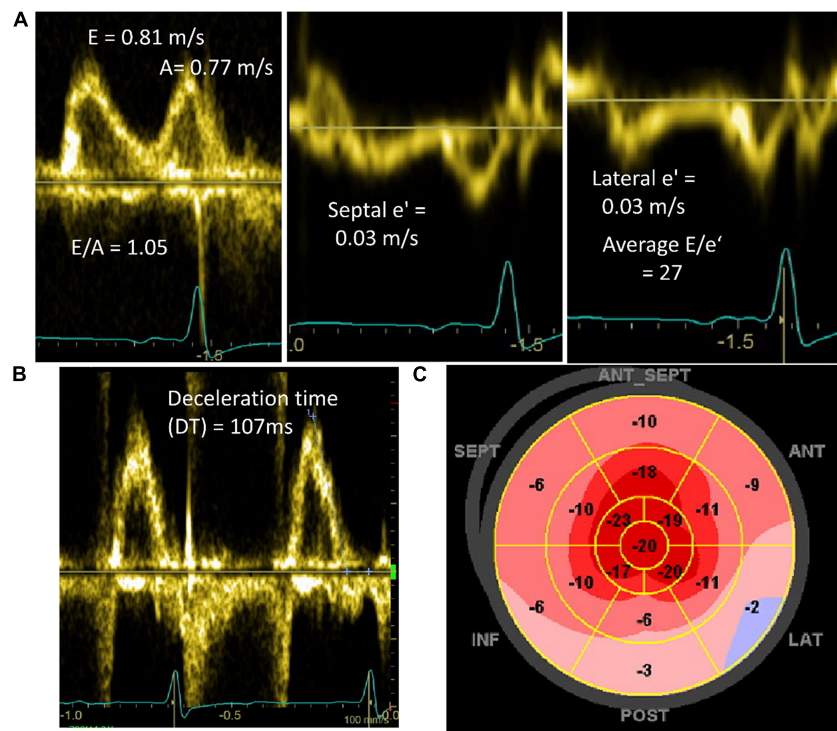 A
E = 0.81 m/s
A= 0.77 m/s
E/A = 1.05
-1.5
Septal e' =
0.03 m/s
.0
-1.5
Lateral e' =
0.03 m/s
Average E/e‘
= 27
-1.5
B
Deceleration time
(DT) = 107ms
-1.0
-0.5
100 mm/s
0.0
C
ANT_SEPT
SEPT
ANT
-10
-18
-6
-9
-10
-11
-23
-19
-20
-17
-20
-10
-11
-6
-6
-2
-3
INF
LAT
POST